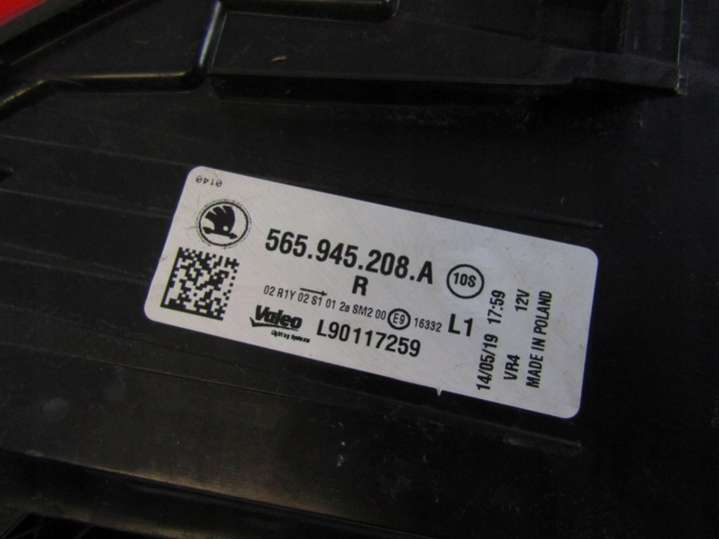 0140
565.945.208.A 10S
R
02 R1Y 02 S1 01 2a SM2 00 E9 16332 L1
Valeo L90117259
14/05/19 17:59
VR4 12V
MADE IN POLAND